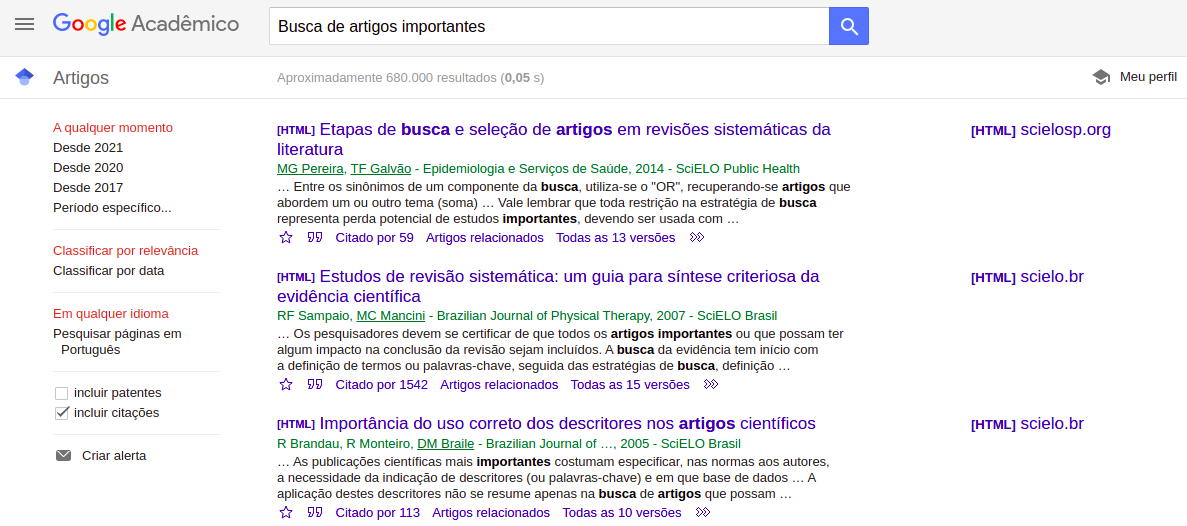 Google Acadêmico
Busca de artigos importantes
Artigos
Aproximadamente 680.000 resultados (0,05 s)
Meu perfil
A qualquer momento
Desde 2021
Desde 2020
Desde 2017
Período específico...
Classificar por relevância
Classificar por data
Em qualquer idioma
Pesquisar páginas em
Português
incluir patentes
incluir citações
Criar alerta
[HTML] Etapas de busca e seleção de artigos em revisões sistemáticas da
literatura
MG Pereira, TF Galvão - Epidemiologia e Serviços de Saúde, 2014 - SciELO Public Health
… Entre os sinônimos de um componente da busca, utiliza-se o "OR", recuperando-se artigos que
abordem um ou outro tema (soma) … Vale lembrar que toda restrição na estratégia de busca
representa perda potencial de estudos importantes, devendo ser usada com …
Citado por 59 Artigos relacionados Todas as 13 versões
[HTML] scielosp.org
[HTML] Estudos de revisão sistemática: um guia para síntese criteriosa da
evidência científica
RF Sampaio, MC Mancini - Brazilian Journal of Physical Therapy, 2007 - SciELO Brasil
… Os pesquisadores devem se certificar de que todos os artigos importantes ou que possam ter
algum impacto na conclusão da revisão sejam incluídos. A busca da evidência tem início com
a definição de termos ou palavras-chave, seguida das estratégias de busca, definição …
Citado por 1542 Artigos relacionados Todas as 15 versões
[HTML] scielo.br
[HTML] Importância do uso correto dos descritores nos artigos científicos
R Brandau, R Monteiro, DM Braile - Brazilian Journal of …, 2005 - SciELO Brasil
… As publicações científicas mais importantes costumam especificar, nas normas aos autores,
a necessidade da indicação de descritores (ou palavras-chave) e em que base de dados … A
aplicação destes descritores não se resume apenas na busca de artigos que possam …
Citado por 113 Artigos relacionados Todas as 10 versões
[HTML] scielo.br